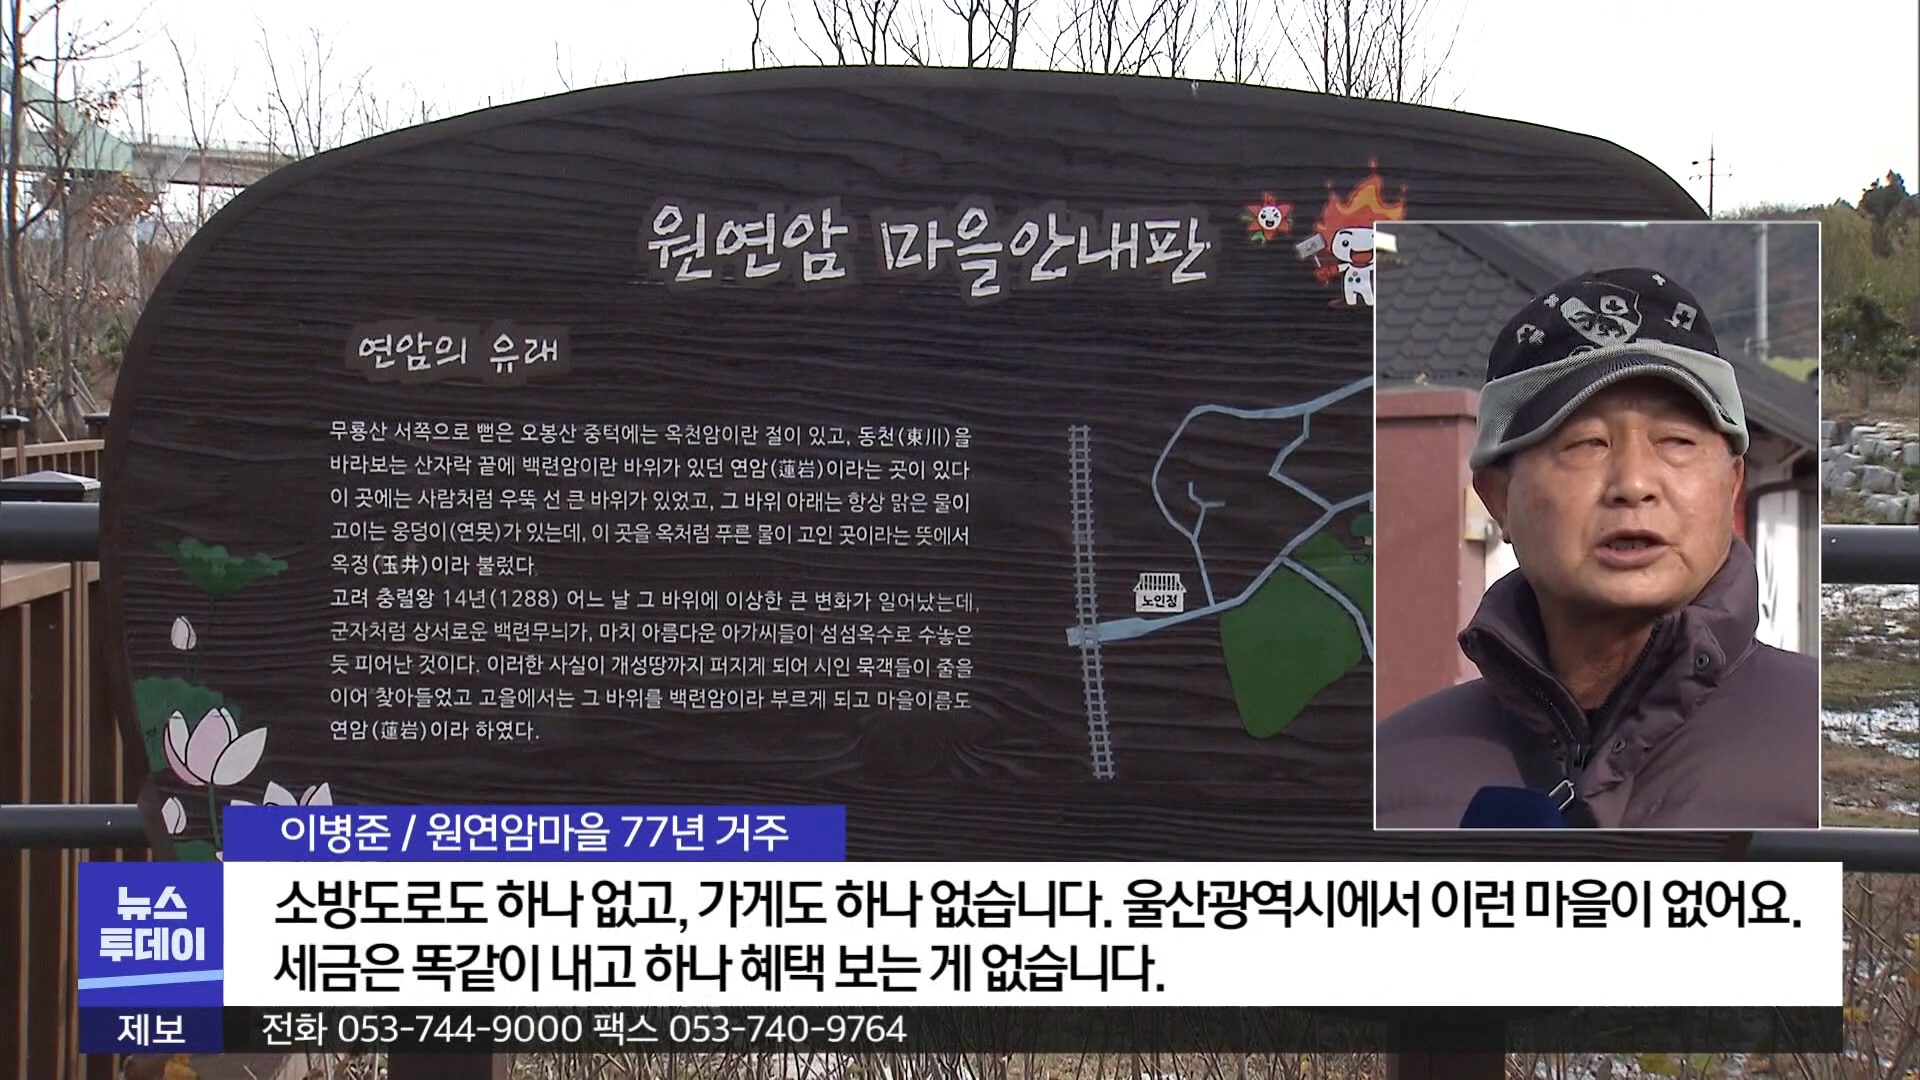 원연암 마을안내판
연암의 유래
무룡산 서쪽으로 뻗은 오봉산 중턱에는 옥천암이란 절이 있고, 동천(東川)을
바라보는 산자락 끝에 백련암이란 바위가 있던 연암(蓮岩)이라는 곳이 있다
이 곳에는 사람처럼 우뚝 선 큰 바위가 있었고, 그 바위 아래는 항상 맑은 물이
고이는 웅덩이(연못)가 있는데, 이 곳을 옥처럼 푸른 물이 고인 곳이라는 뜻에서
옥정(玉井)이라 불렀다.
고려 충렬왕 14년(1288) 어느 날 그 바위에 이상한 큰 변화가 일어났는데,
군자처럼 상서로운 백련무늬가, 마치 아름다운 아가씨들이 섬섬옥수로 수놓은
듯 피어난 것이다. 이러한 사실이 개성땅까지 퍼지게 되어 시인 묵객들이 줄을
이어 찾아들었고 고을에서는 그 바위를 백련암이라 부르게 되고 마을이름도
연암(蓮岩)이라 하였다.
노인정
이병준 / 원연암마을 77년 거주
뉴스
투데이
소방도로도 하나 없고, 가게도 하나 없습니다. 울산광역시에서 이런 마을이 없어요.
세금은 똑같이 내고 하나 혜택 보는 게 없습니다.
제보 전화 053-744-9000 팩스 053-740-9764